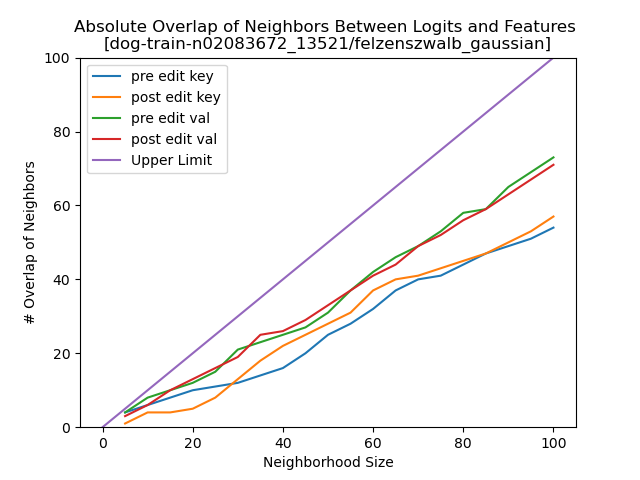 Absolute Overlap of Neighbors Between Logits and Features
[dog-train-n02083672_13521/felzenszwalb_gaussian]
pre edit key
post edit key
pre edit val
post edit val
Upper Limit
# Overlap of Neighbors
100
80
60
40
20
0
0 20 40 60 80 100
Neighborhood Size